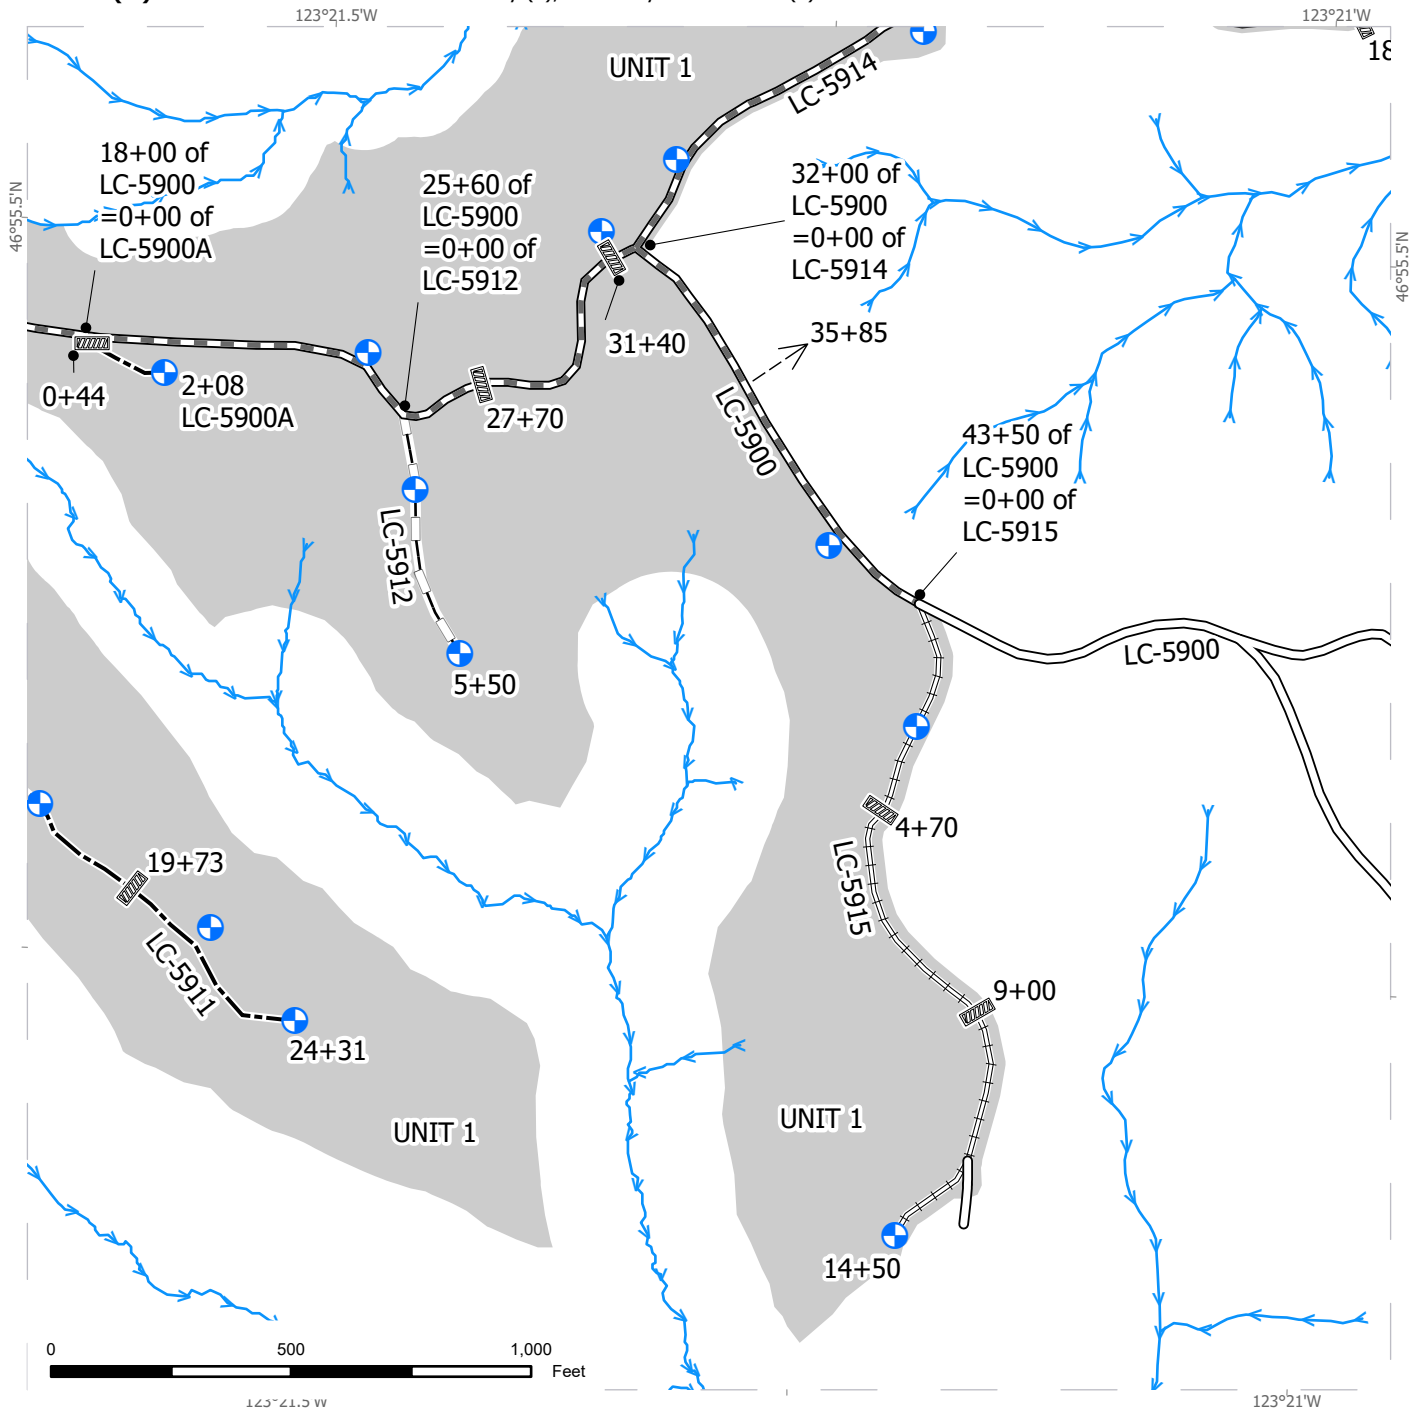 123°21.5'W
123°21'W
UNIT 1
LC-5914
18
18+00 of
LC-5900
=0+00 of
LC-5900A
25+60 of
LC-5900
=0+00 of
LC-5912
32+00 of
LC-5900
=0+00 of
LC-5914
46°55.5'N
46°55.5'N
31+40
35+85
0+44
2+08
LC-5900A
27+70
LC-5900
43+50 of
LC-5900
=0+00 of
LC-5915
LC-5912
5+50
LC-5900
4+70
19+73
LC-5915
LC-5911
9+00
24+31
UNIT 1
UNIT 1
14+50
0
500
1,000
Feet
123°21.5'W
123°21'W